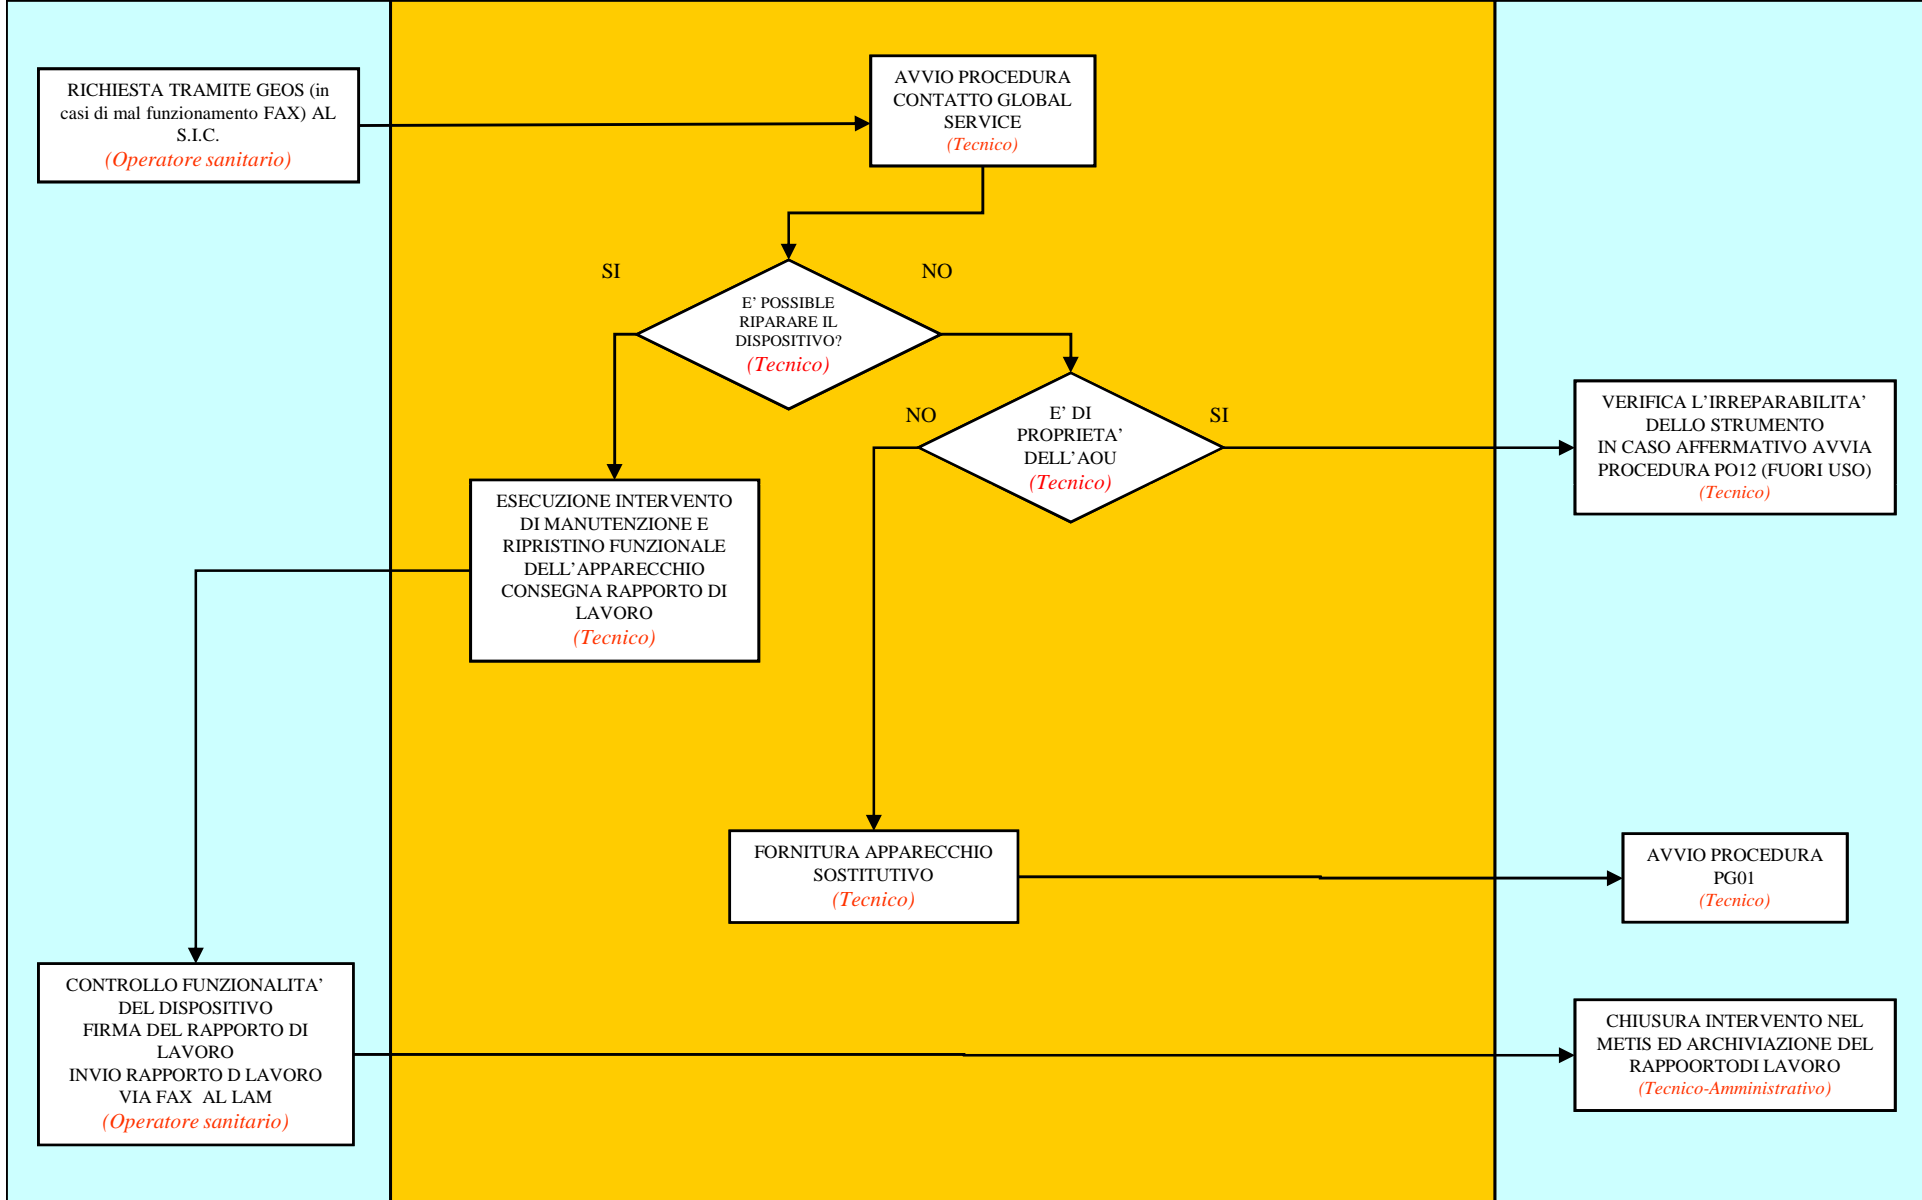 RICHIESTA TRAMITE GEOS (in
casi di mal funzionamento FAX) AL
S.I.C.
(Operatore sanitario)
AVVIO PROCEDURA
CONTATTO GLOBAL
SERVICE
(Tecnico)
SI
NO
E’ POSSIBLE
RIPARARE IL
DISPOSITIVO?
(Tecnico)
NO
SI
E’ DI
PROPRIETA’
DELL’AOU
(Tecnico)
VERIFICA L’IRREPARABILITA’
DELLO STRUMENTO
IN CASO AFFERMATIVO AVVIA
PROCEDURA PO12 (FUORI USO)
(Tecnico)
ESECUZIONE INTERVENTO
DI MANUTENZIONE E
RIPRISTINO FUNZIONALE
DELL’APPARECCHIO
CONSEGNA RAPPORTO DI
LAVORO
(Tecnico)
FORNITURA APPARECCHIO
SOSTITUTIVO
(Tecnico)
AVVIO PROCEDURA
PG01
(Tecnico)
CONTROLLO FUNZIONALITA’
DEL DISPOSITIVO
FIRMA DEL RAPPORTO DI
LAVORO
INVIO RAPPORTO D LAVORO
VIA FAX  AL LAM
(Operatore sanitario)
CHIUSURA INTERVENTO NEL
METIS ED ARCHIVIAZIONE DEL
RAPPOORTODI LAVORO
(Tecnico-Amministrativo)